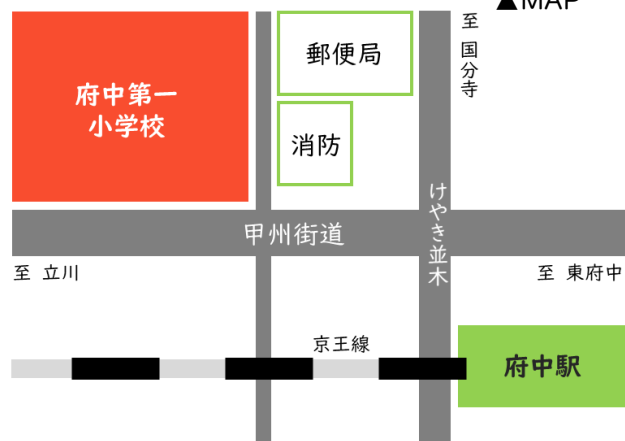 ▲MAP
至 国分寺
郵便局
府中第一
小学校
消防
けやき並木
甲州街道
至 立川
至 東府中
京王線
府中駅